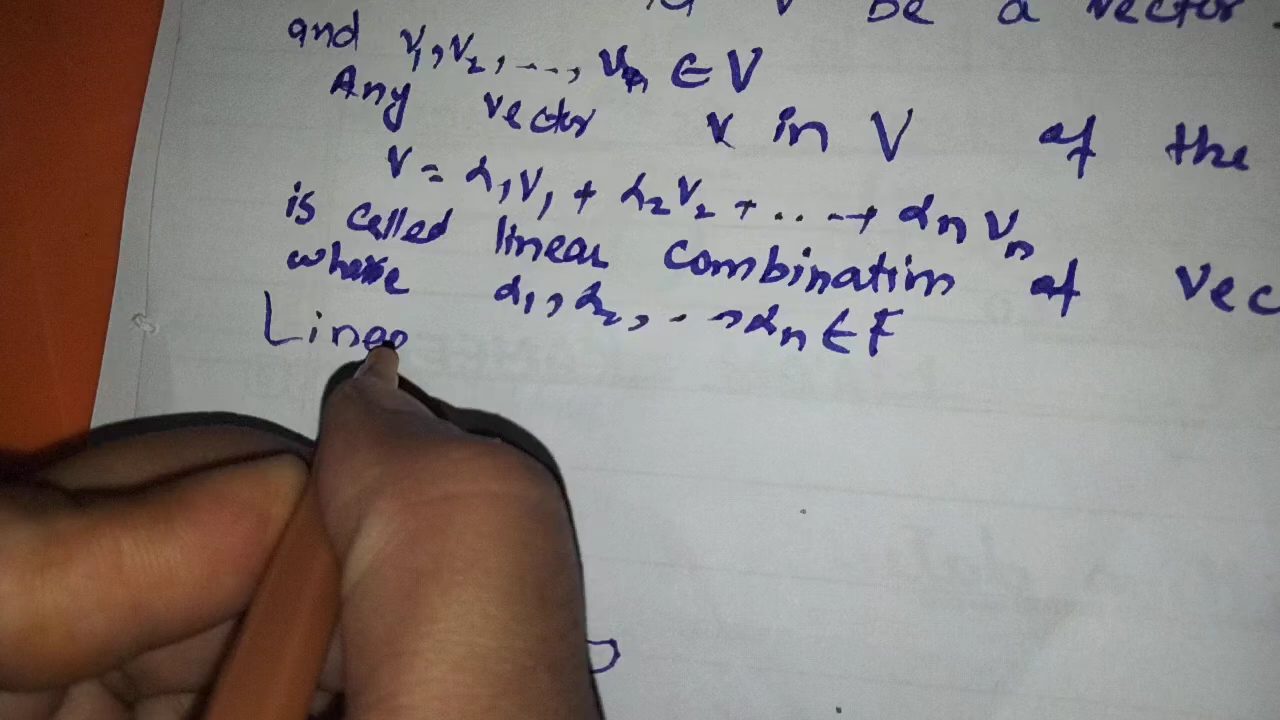 V be a vector
and v₁, v₂, ..., vₙ ∈ V
Any vector v in V of the
v = α₁v₁ + α₂v₂ + ... + αₙvₙ
is called linear combination of vec
where α₁, α₂, ..., αₙ ∈ F
Linea